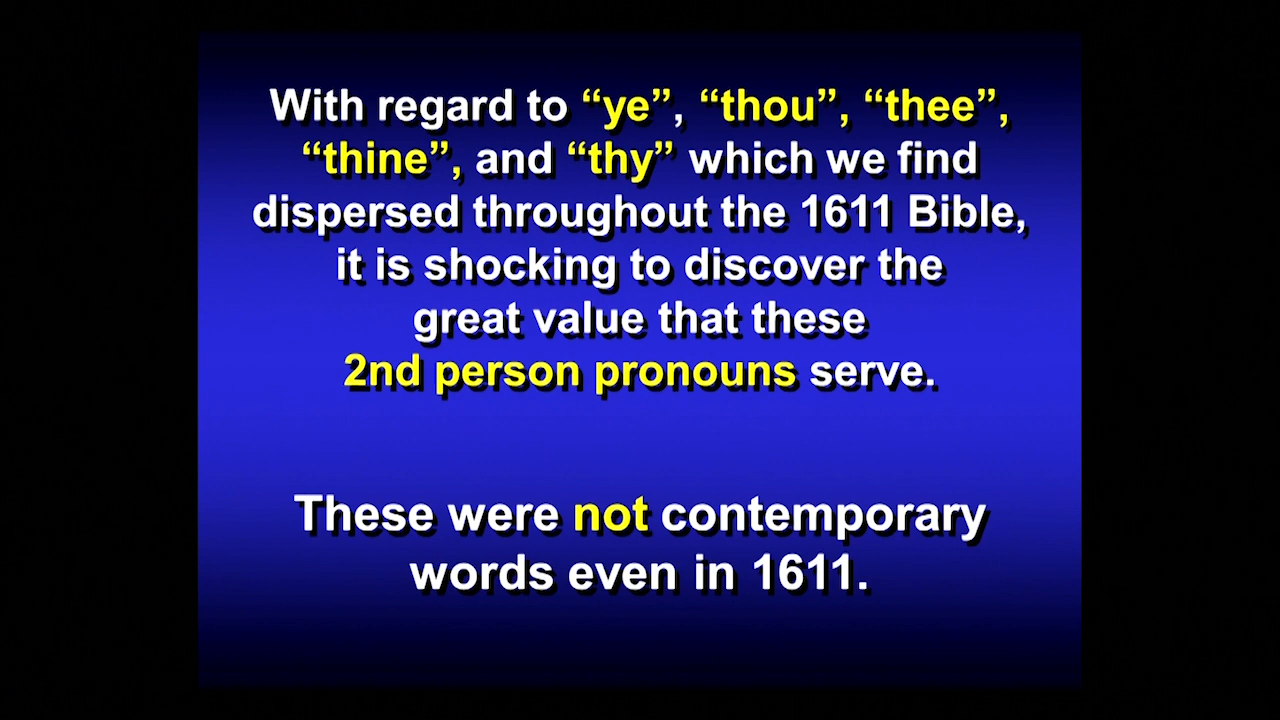 With regard to “ye”, “thou”, “thee”,
“thine”, and “thy” which we find
dispersed throughout the 1611 Bible,
it is shocking to discover the
great value that these
2nd person pronouns serve.
These were not contemporary
words even in 1611.